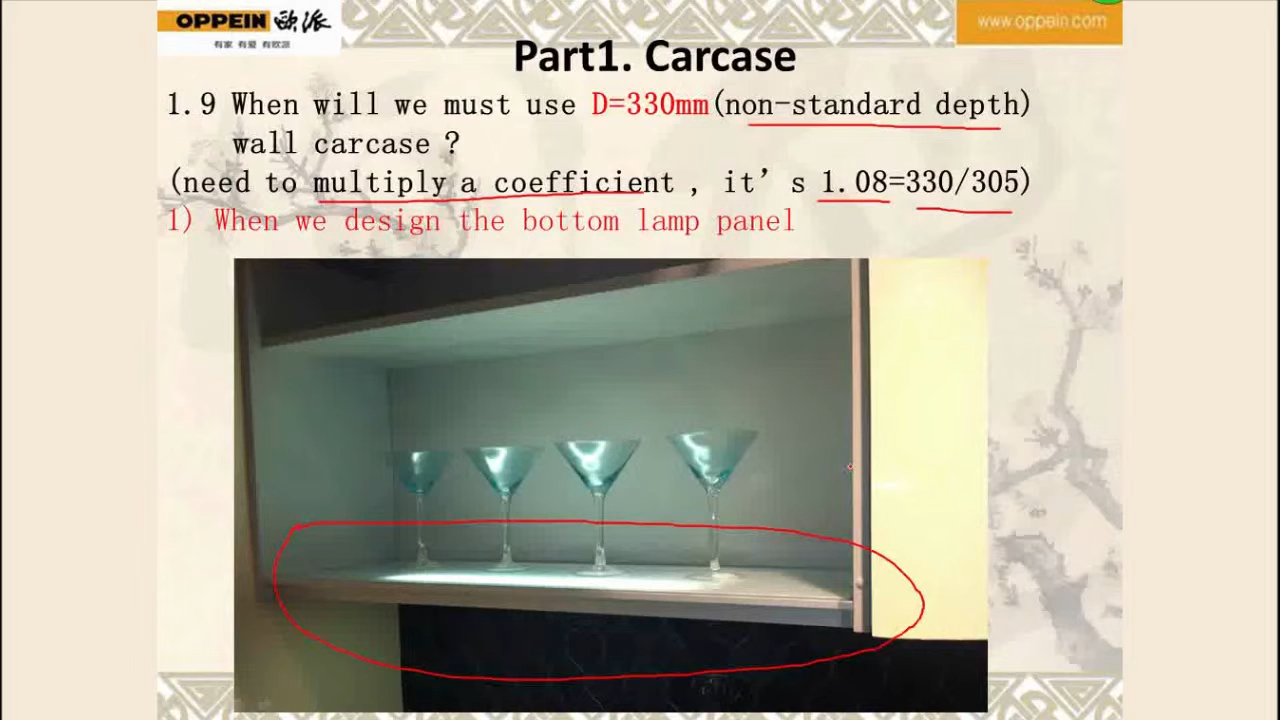 OPPEIN 欧派
有家 有爱 有欧派
www.oppein.com
Part1. Carcase
1.9 When will we must use D=330mm(non-standard depth)
wall carcase ?
(need to multiply a coefficient , it's 1.08=330/305)
1) When we design the bottom lamp panel